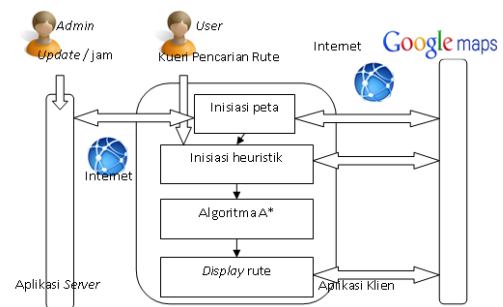 Admin
User
Internet
Google maps
Update / jam
Kueri Pencarian Rute
Inisiasi peta
Inisiasi heuristik
Internet
Algoritma A*
Display rute
Aplikasi Server
Aplikasi Klien